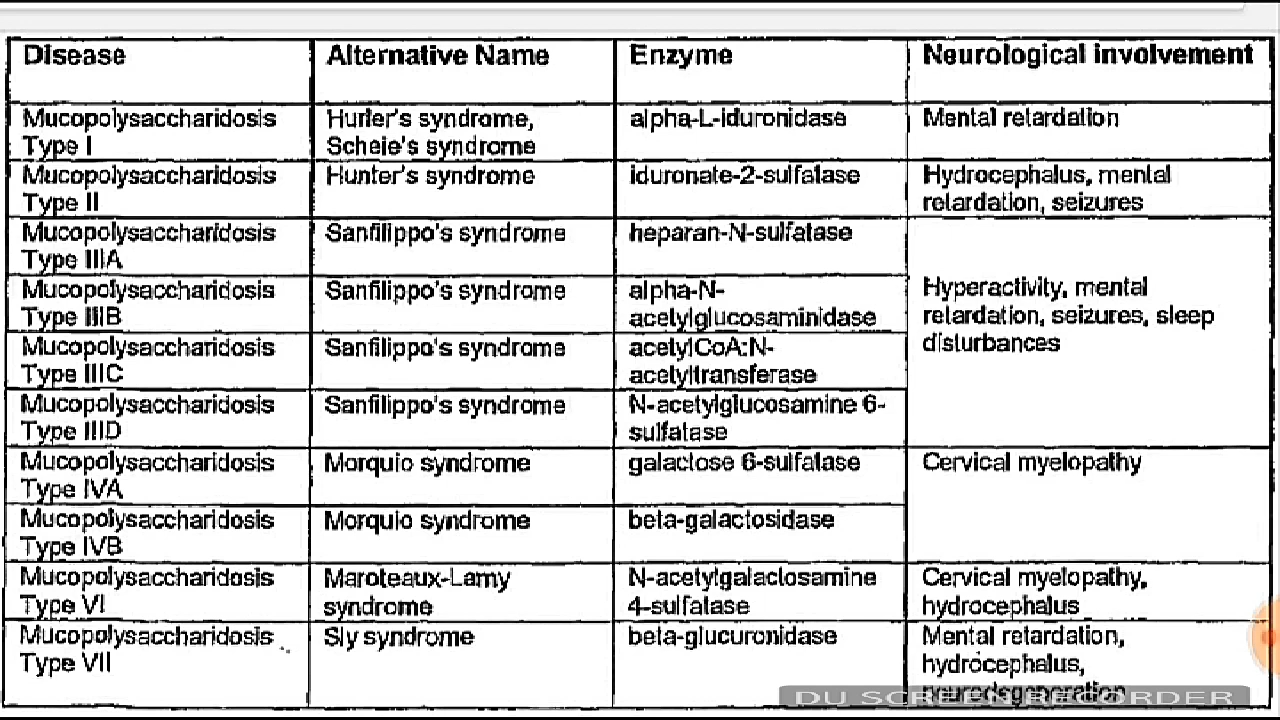 Disease Alternative Name Enzyme Neurological involvement
Mucopolysaccharidosis Hurler's syndrome, alpha-L-iduronidase Mental retardation
Type I Scheie's syndrome
Mucopolysaccharidosis Hunter's syndrome iduronate-2-sulfatase Hydrocephalus, mental
Type II retardation, seizures
Mucopolysaccharidosis Sanfilippo's syndrome heparan-N-sulfatase
Type IIIA
Mucopolysaccharidosis Sanfilippo's syndrome alpha-N- Hyperactivity, mental
Type IIIB acetylglucosaminidase retardation, seizures, sleep
Mucopolysaccharidosis Sanfilippo's syndrome acetylCoA:N- disturbances
Type IIIC acetyltransferase
Mucopolysaccharidosis Sanfilippo's syndrome N-acetylglucosamine 6-
Type IIID sulfatase
Mucopolysaccharidosis Morquio syndrome galactose 6-sulfatase Cervical myelopathy
Type IVA
Mucopolysaccharidosis Morquio syndrome beta-galactosidase
Type IVB
Mucopolysaccharidosis Maroteaux-Lamy N-acetylgalactosamine Cervical myelopathy,
Type VI syndrome 4-sulfatase hydrocephalus
Mucopolysaccharidosis Sly syndrome beta-glucuronidase Mental retardation,
Type VII hydrocephalus,
neurodegeneration
DU SCREEN RECORDER